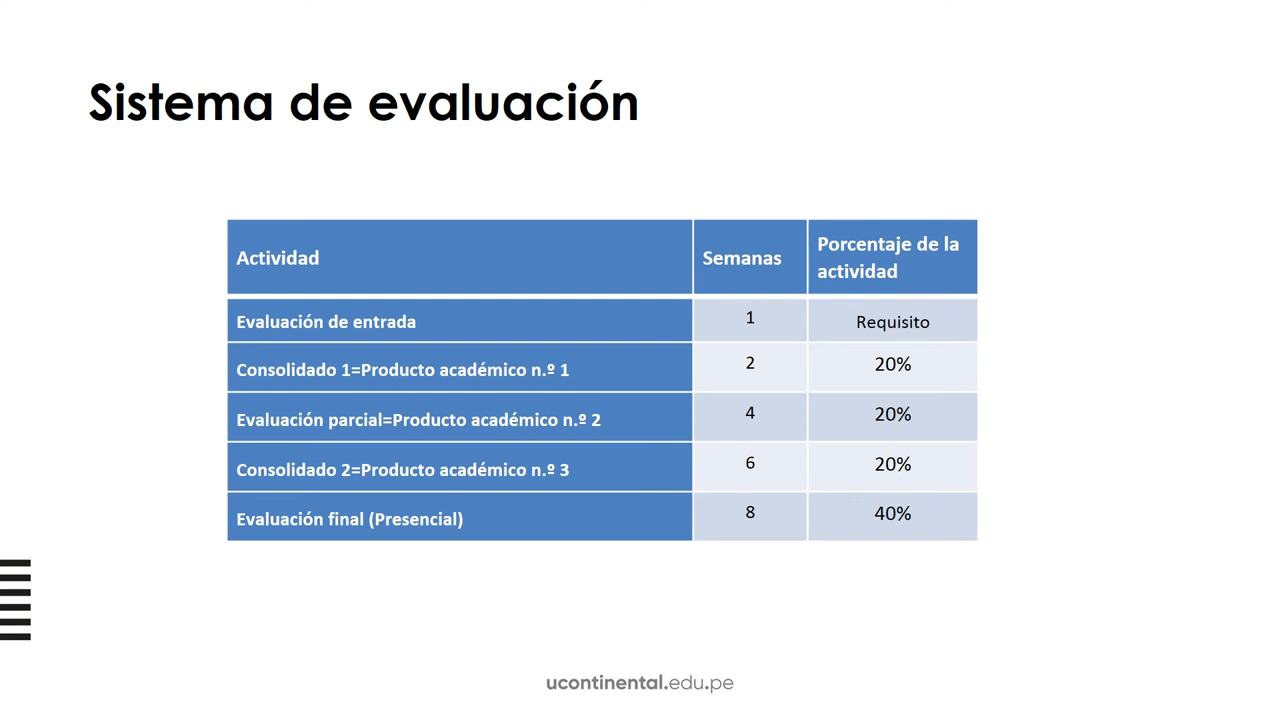 Sistema de evaluación
Actividad Semanas Porcentaje de la actividad
Evaluación de entrada 1 Requisito
Consolidado 1=Producto académico n.º 1 2 20%
Evaluación parcial=Producto académico n.º 2 4 20%
Consolidado 2=Producto académico n.º 3 6 20%
Evaluación final (Presencial) 8 40%
ucontinental.edu.pe